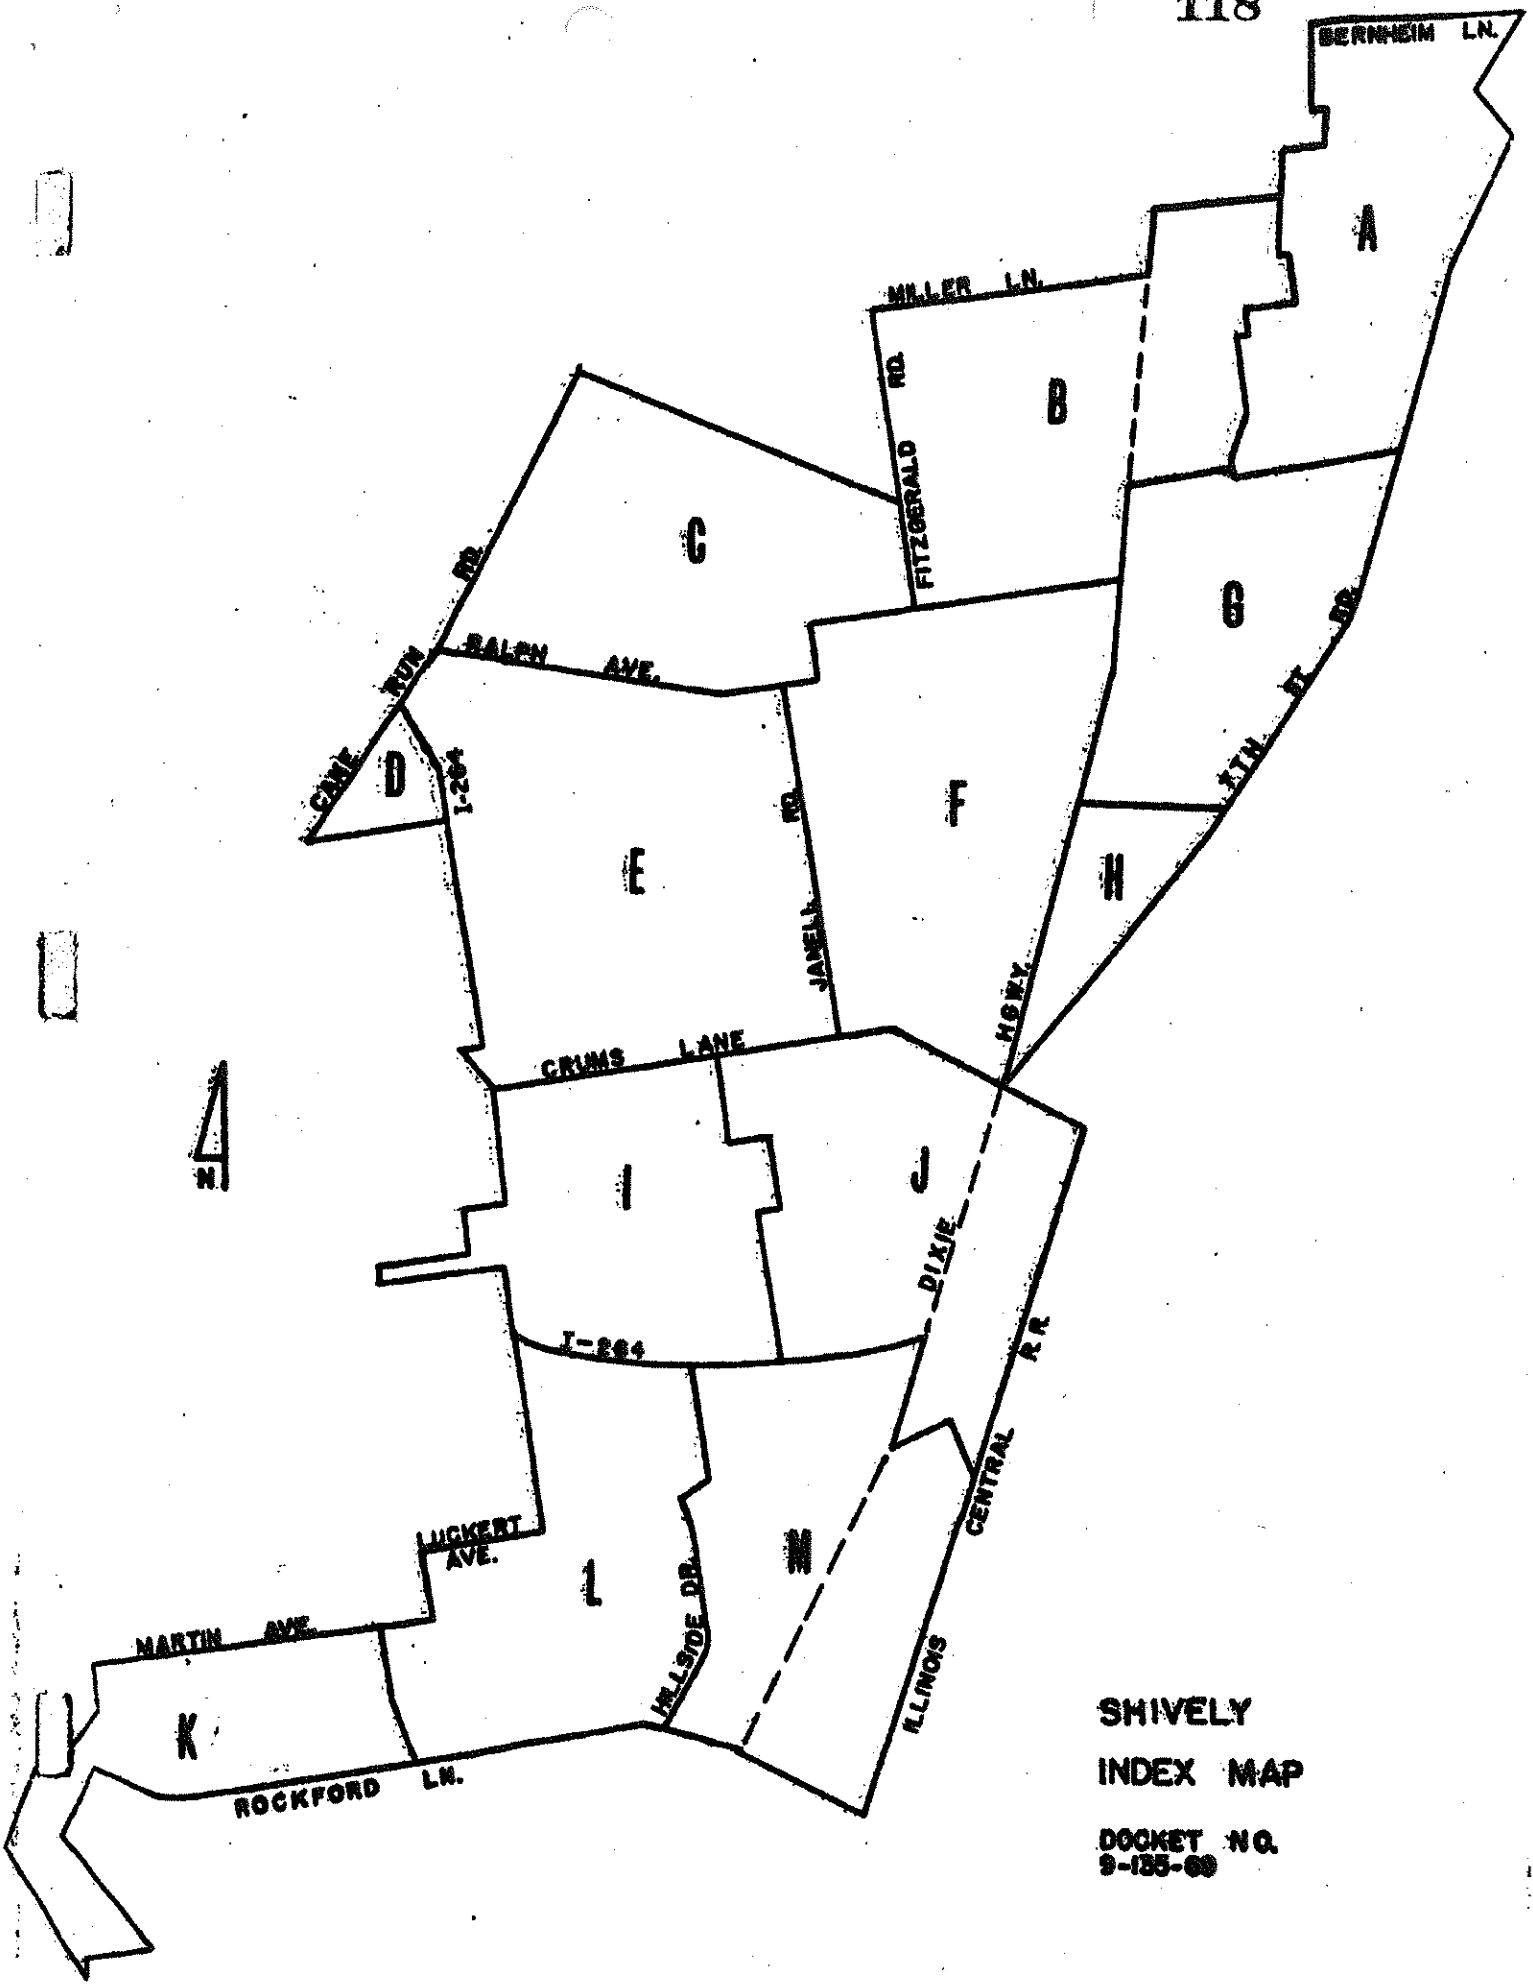 118
BERNHEIM LN.
A
MILLER LN.
RD.
B
FITZGERALD
C
RD.
G
RD.
RALPH AVE.
RUN
ST.
D
I-264
CANE
7TH
RD.
F
E
H
JANELL
HGWY.
CRUMS LANE
N
I
J
DIXIE
I-264
RR
CENTRAL
LUCKERT
AVE.
M
L
DR.
MARTIN AVE.
HILLSIDE
ILLINOIS
K
ROCKFORD LN.
SHIVELY
INDEX MAP
DOCKET NO.
9-135-69